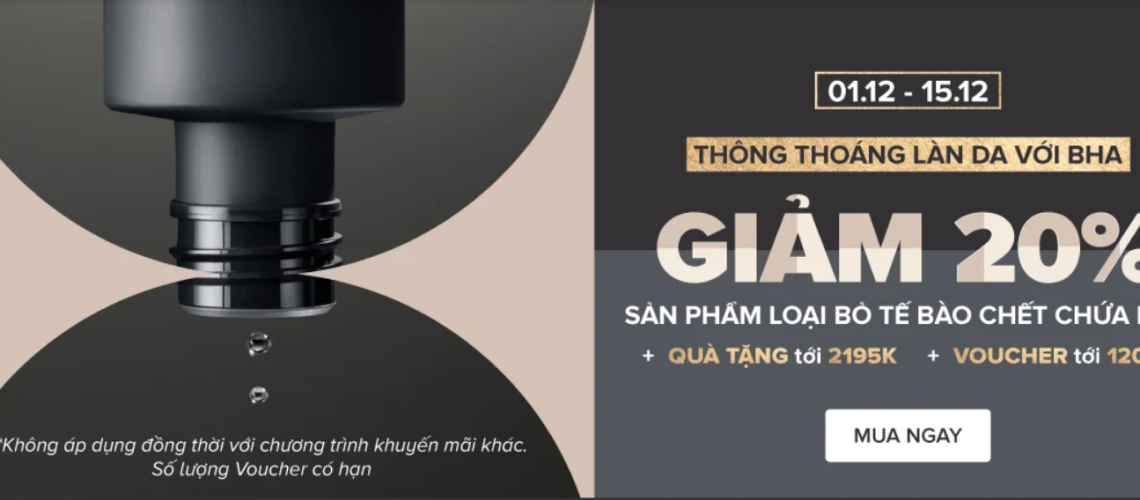 01.12 - 15.12
THÔNG THOÁNG LÀN DA VỚI BHA
GIẢM 20%
SẢN PHẨM LOẠI BỎ TẾ BÀO CHẾT CHỨA
+ QUÀ TẶNG tới 2195K + VOUCHER tới
MUA NGAY
*Không áp dụng đồng thời với chương trình khuyến mãi khác.
Số lượng Voucher có hạn